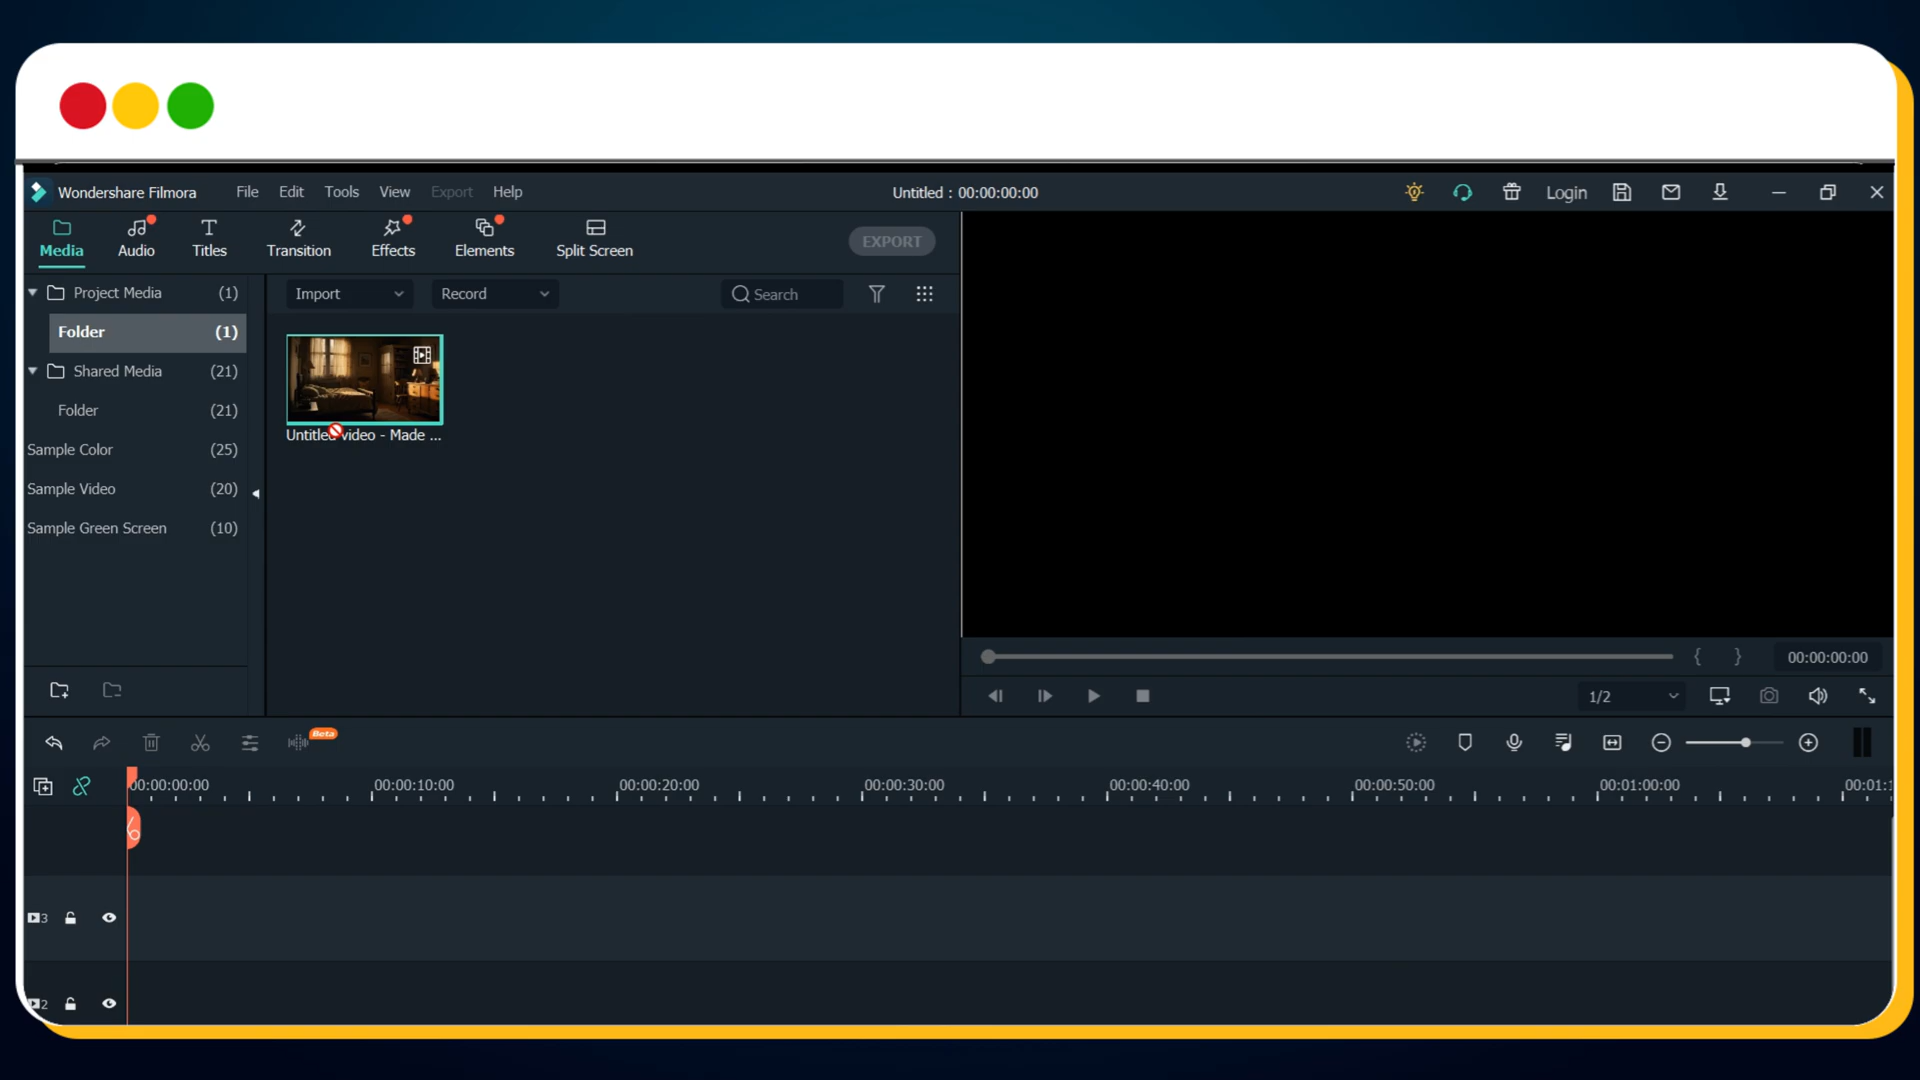 Wondershare Filmora File Edit Tools View Export Help Untitled : 00:00:00:00 Login
Media Audio Titles Transition Effects Elements Split Screen EXPORT
Project Media (1) Import Record Search
Folder (1)
Shared Media (21)
Folder (21)
Untitled video - Made ...
Sample Color (25)
Sample Video (20)
Sample Green Screen (10)
{ } 00:00:00:00
1/2
Beta
00:00:00:00 00:00:10:00 00:00:20:00 00:00:30:00 00:00:40:00 00:00:50:00 00:01:00:00 00:01:1
3
2